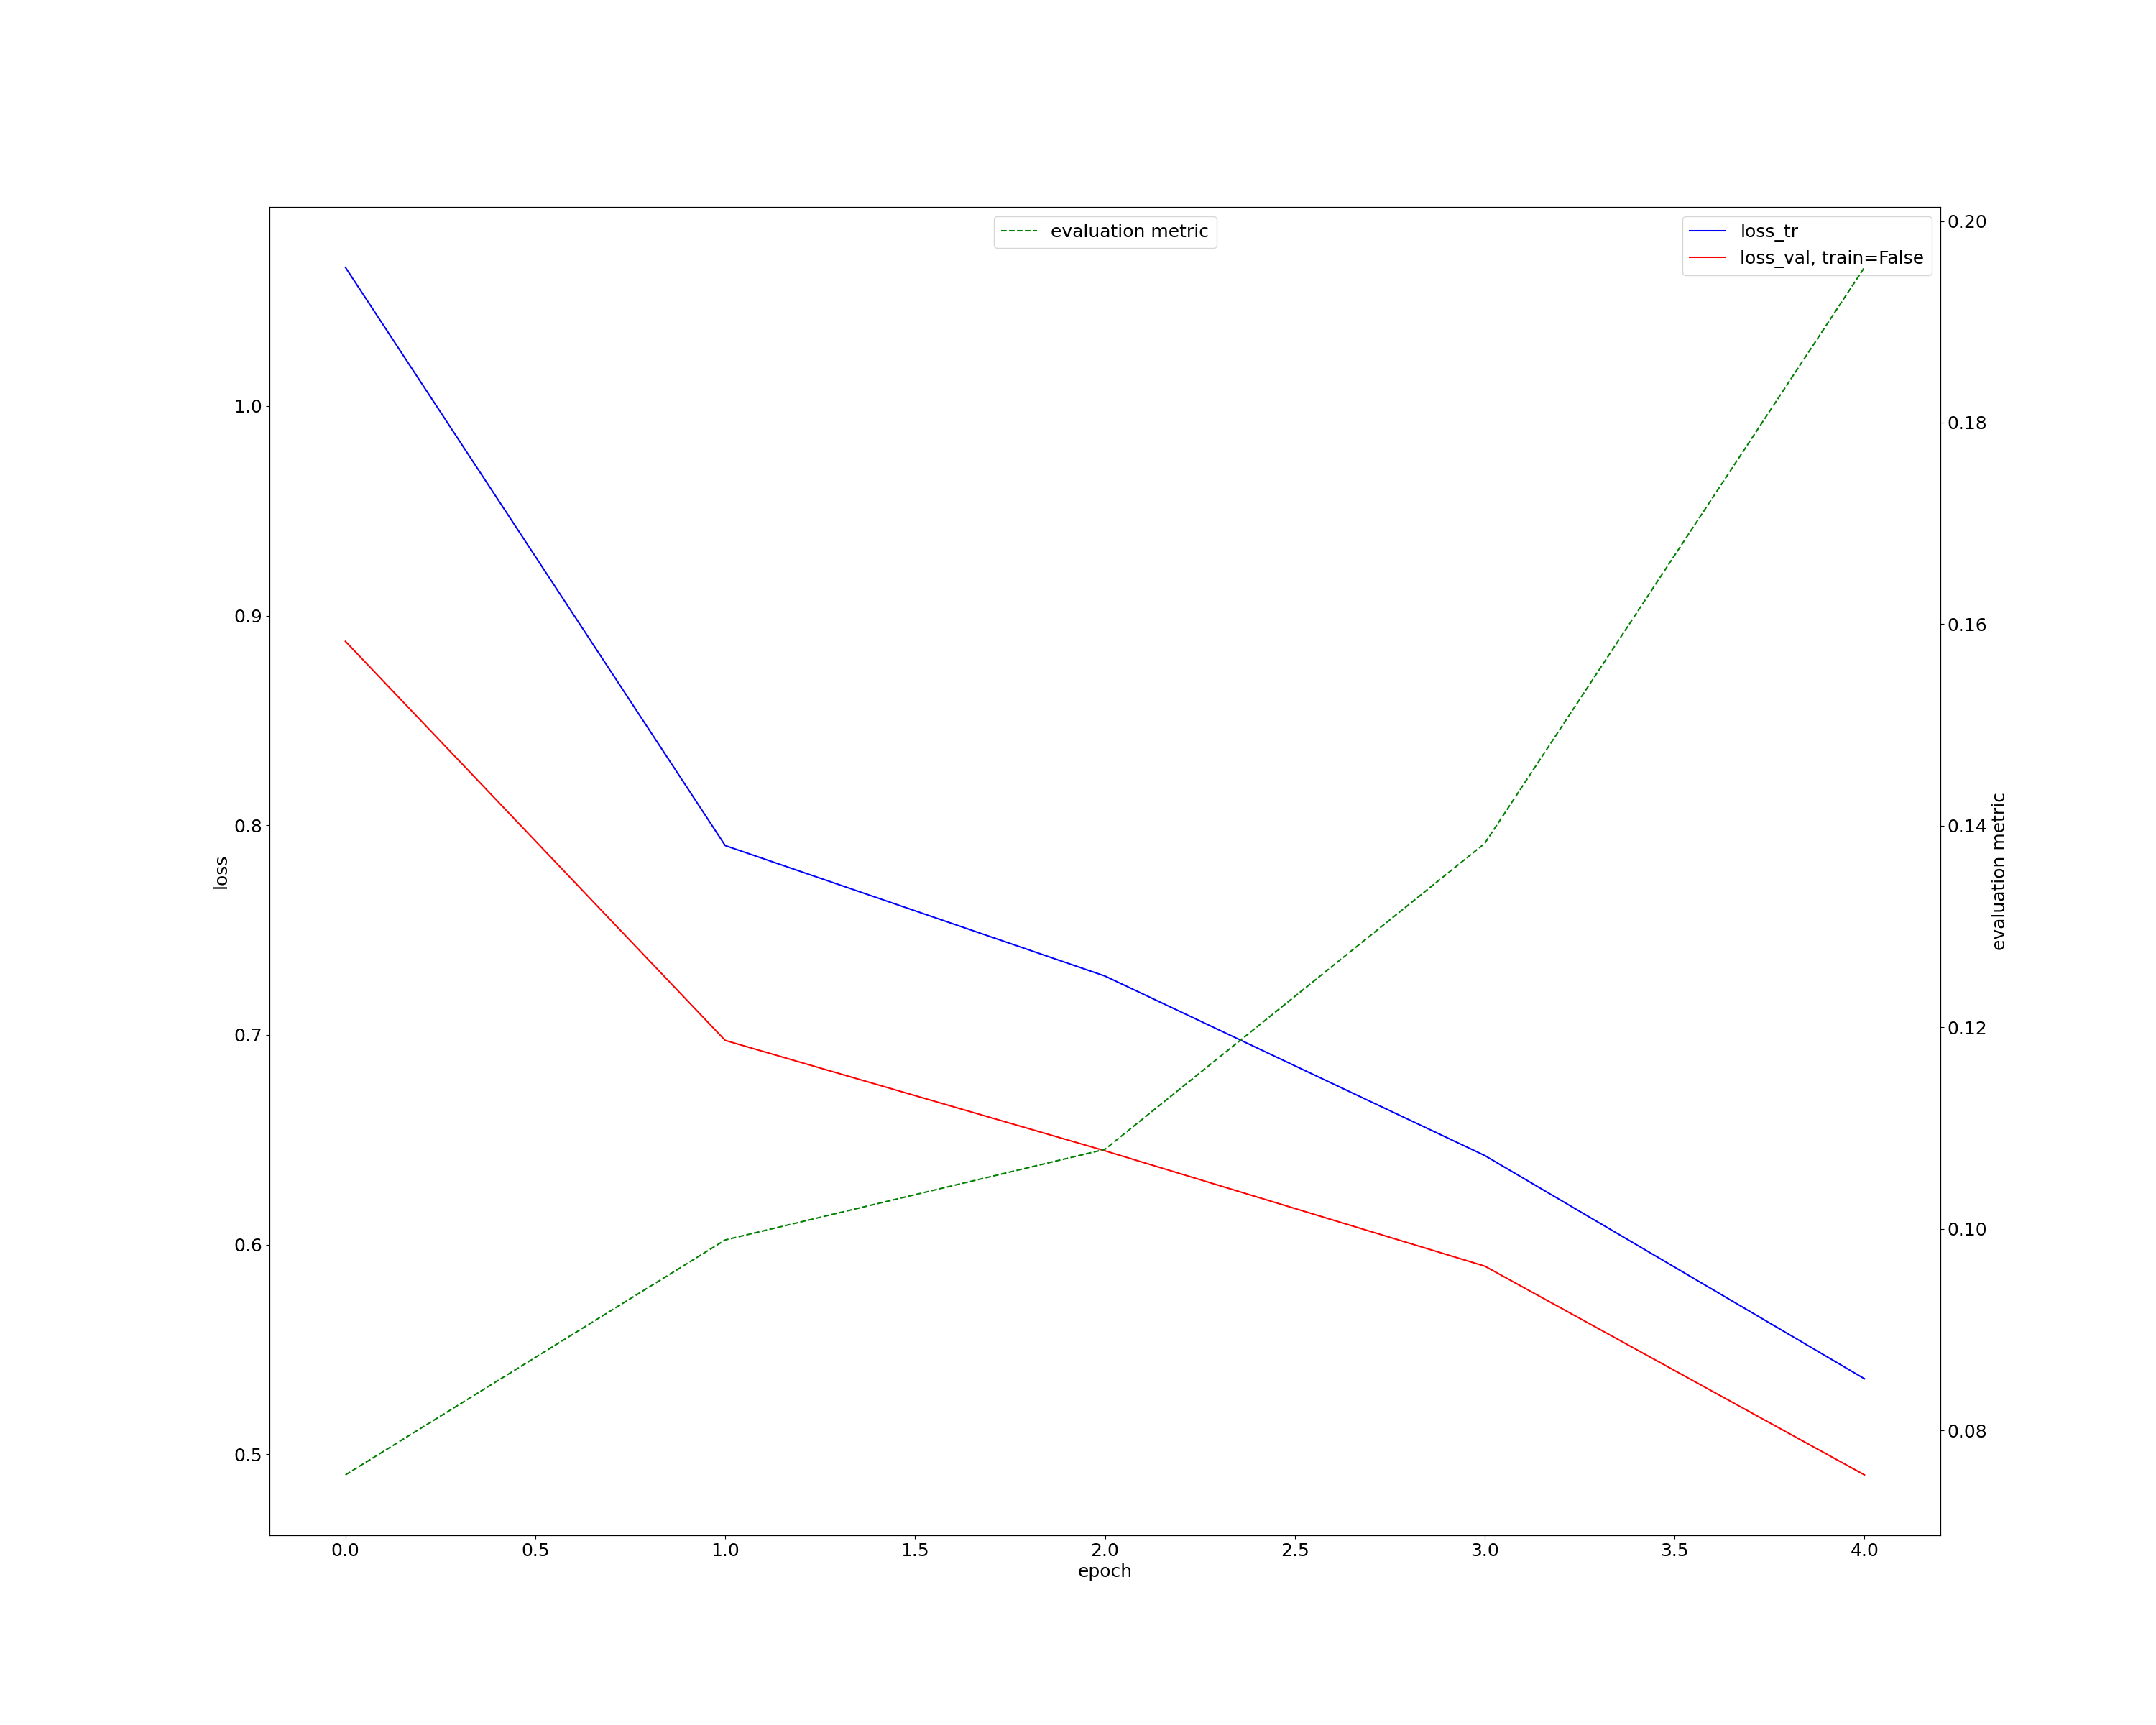 evaluation metric
loss_tr
loss_val, train=False
1.0
0.9
0.8
0.7
0.6
0.5
loss
0.20
0.18
0.16
0.14
0.12
0.10
0.08
evaluation metric
0.0 0.5 1.0 1.5 2.0 2.5 3.0 3.5 4.0
epoch